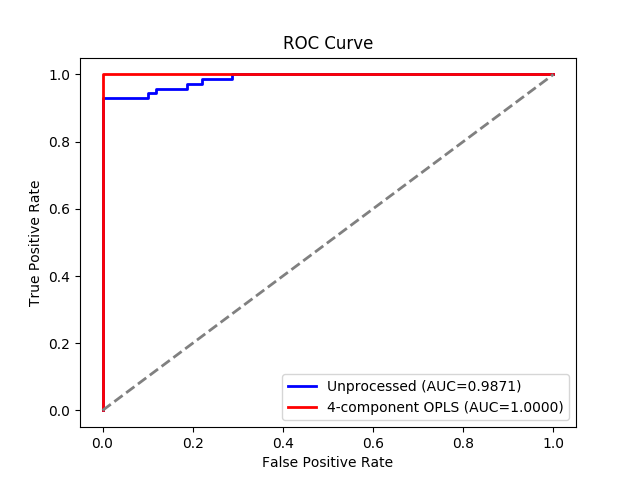 ROC Curve
1.0
0.8
0.6
0.4
0.2
0.0
True Positive Rate
0.0 0.2 0.4 0.6 0.8 1.0
False Positive Rate
Unprocessed (AUC=0.9871)
4-component OPLS (AUC=1.0000)